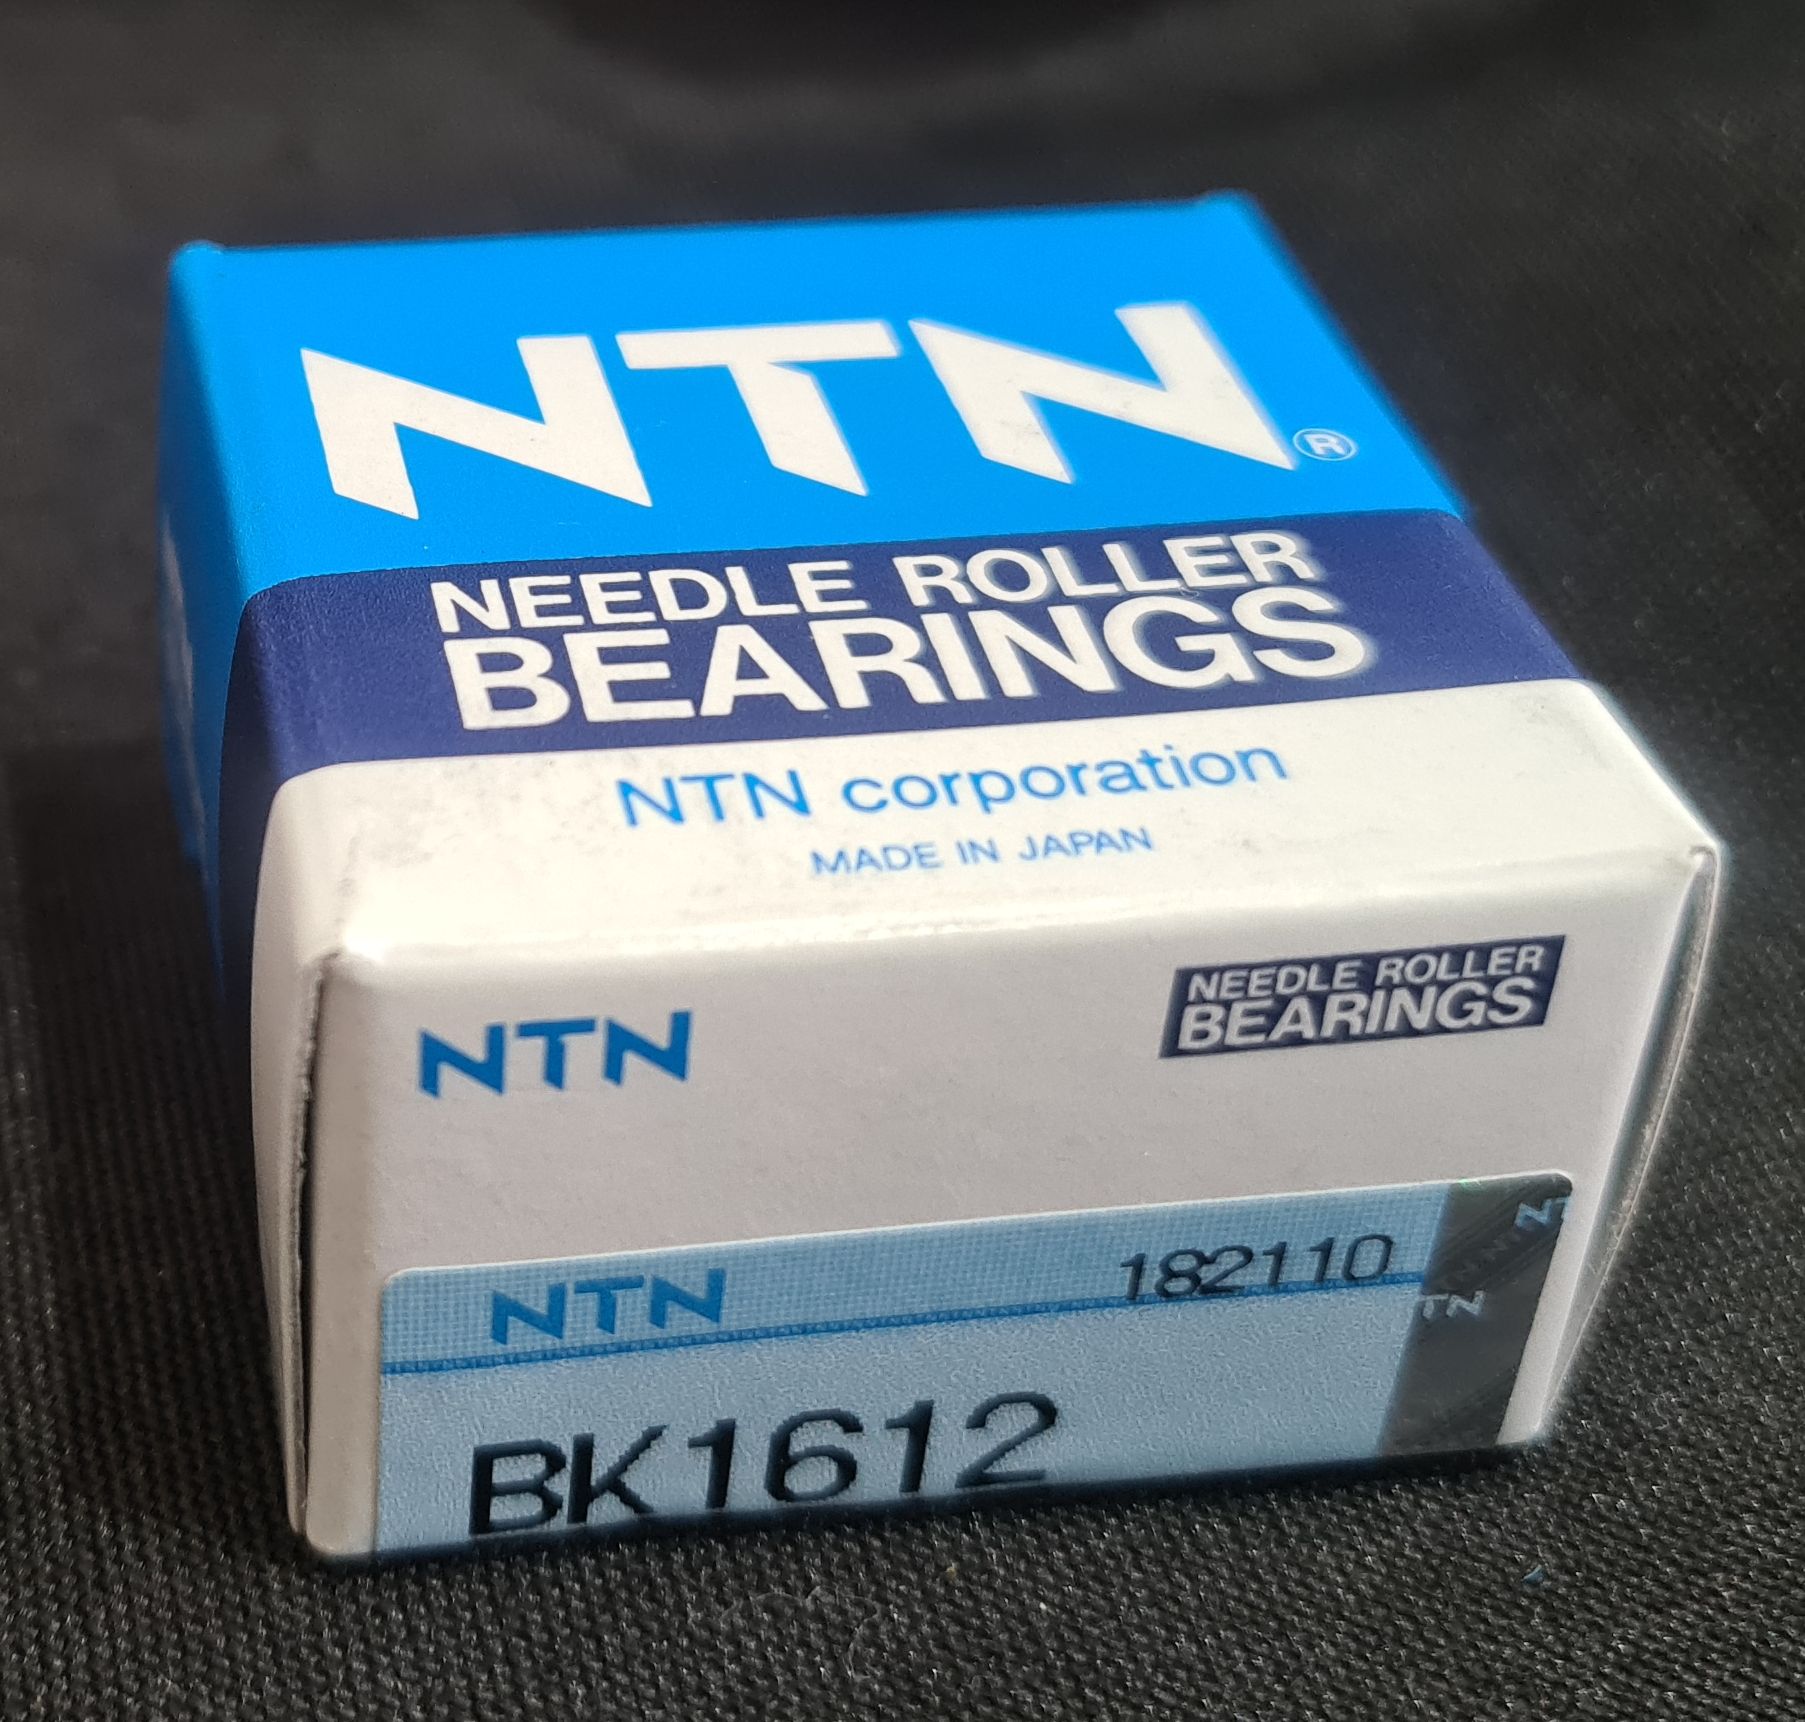 NTN®
NEEDLE ROLLER
BEARINGS
NTN corporation
MADE IN JAPAN
NTN
NEEDLE ROLLER
BEARINGS
NTN 182110
BK1612